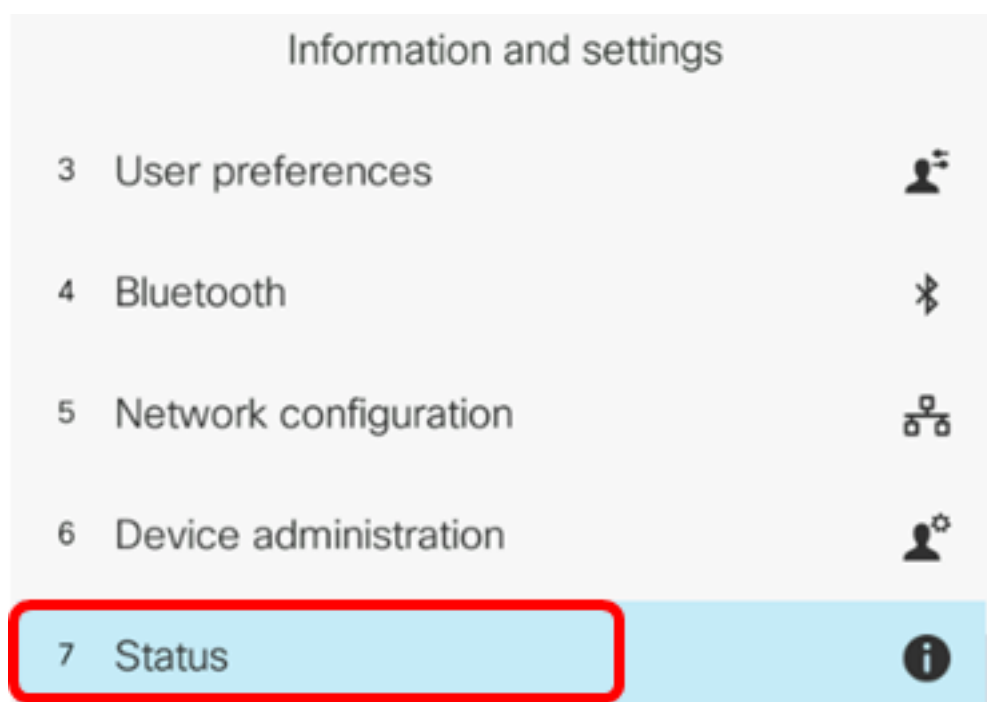 Information and settings
3 User preferences
4 Bluetooth
5 Network configuration
6 Device administration
7 Status